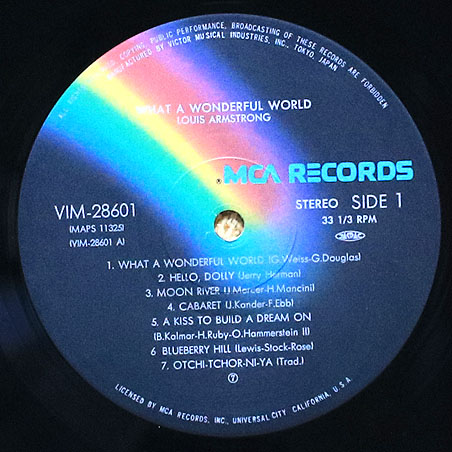 COPYING, PUBLIC PERFORMANCE, BROADCASTING OF THESE RECORDS ARE FORBIDDEN
MANUFACTURED BY VICTOR MUSICAL INDUSTRIES, INC., TOKYO, JAPAN
WHAT A WONDERFUL WORLD
LOUIS ARMSTRONG
MCA RECORDS
VIM-28601
STEREO SIDE 1
(MAPS 11325)
33 1/3 RPM
(VIM-28601 A)
1. WHAT A WONDERFUL WORLD (G.Weiss-G.Douglas)
2. HELLO, DOLLY (Jerry Herman)
3. MOON RIVER (J.Mercer-H.Mancini)
4. CABARET (J.Kander-F.Ebb)
5. A KISS TO BUILD A DREAM ON
(B.Kalmar-H.Ruby-O.Hammerstein II)
6 BLUEBERRY HILL (Lewis-Stock-Rose)
7. OTCHI-TCHOR-NI-YA (Trad.)
⑦
LICENSED BY MCA RECORDS, INC., UNIVERSAL CITY, CALIFORNIA, U.S.A.